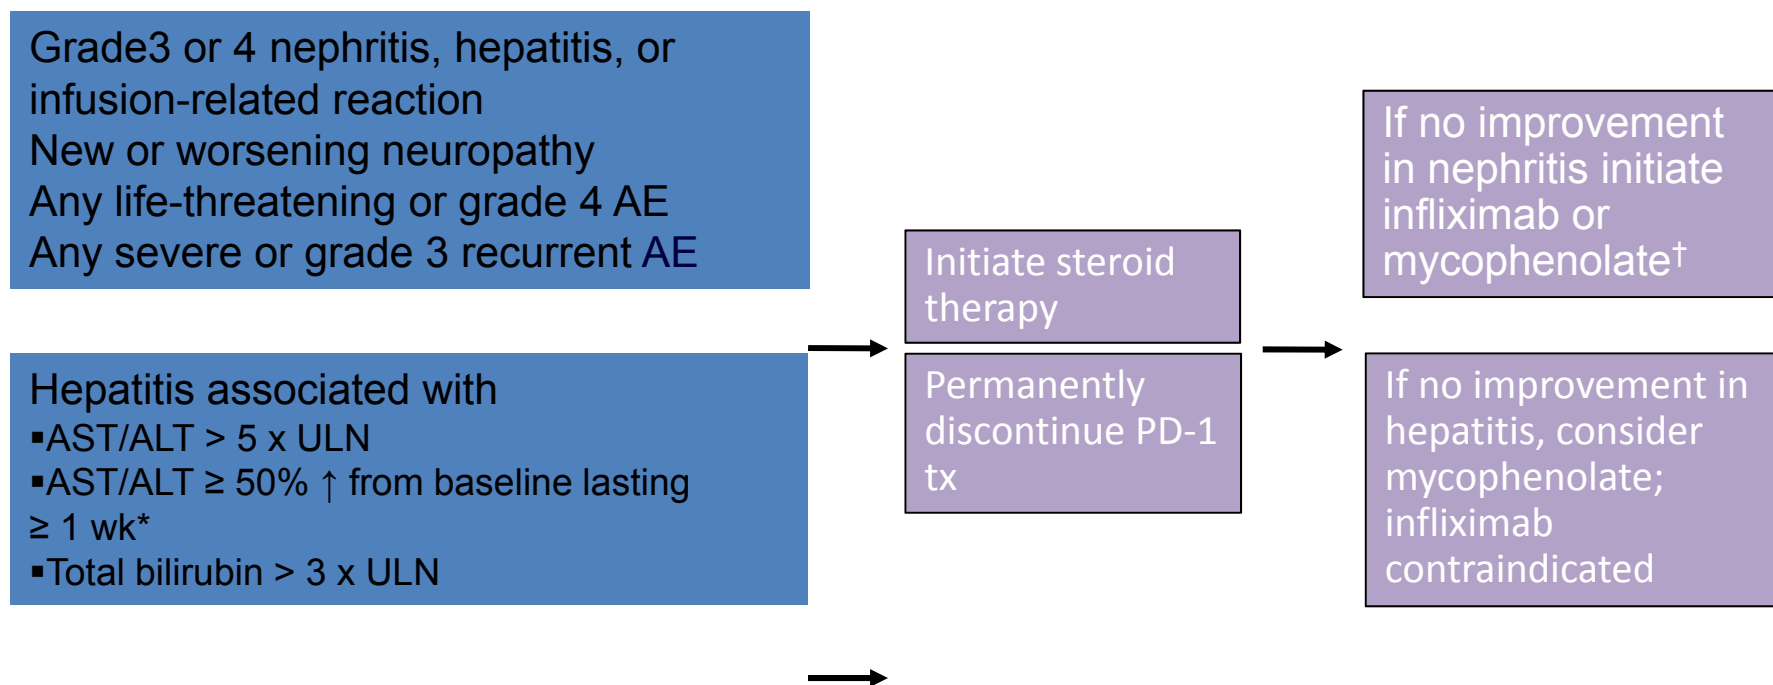 Grade3 or 4 nephritis, hepatitis, or
infusion-related reaction
New or worsening neuropathy
Any life-threatening or grade 4 AE
Any severe or grade 3 recurrent AE
Hepatitis associated with
▪AST/ALT > 5 x ULN
▪AST/ALT ≥ 50% ↑ from baseline lasting
≥ 1 wk*
▪Total bilirubin > 3 x ULN
Initiate steroid
therapy
Permanently
discontinue PD-1
tx
If no improvement
in nephritis initiate
infliximab or
mycophenolate†
If no improvement in
hepatitis, consider
mycophenolate;
infliximab
contraindicated